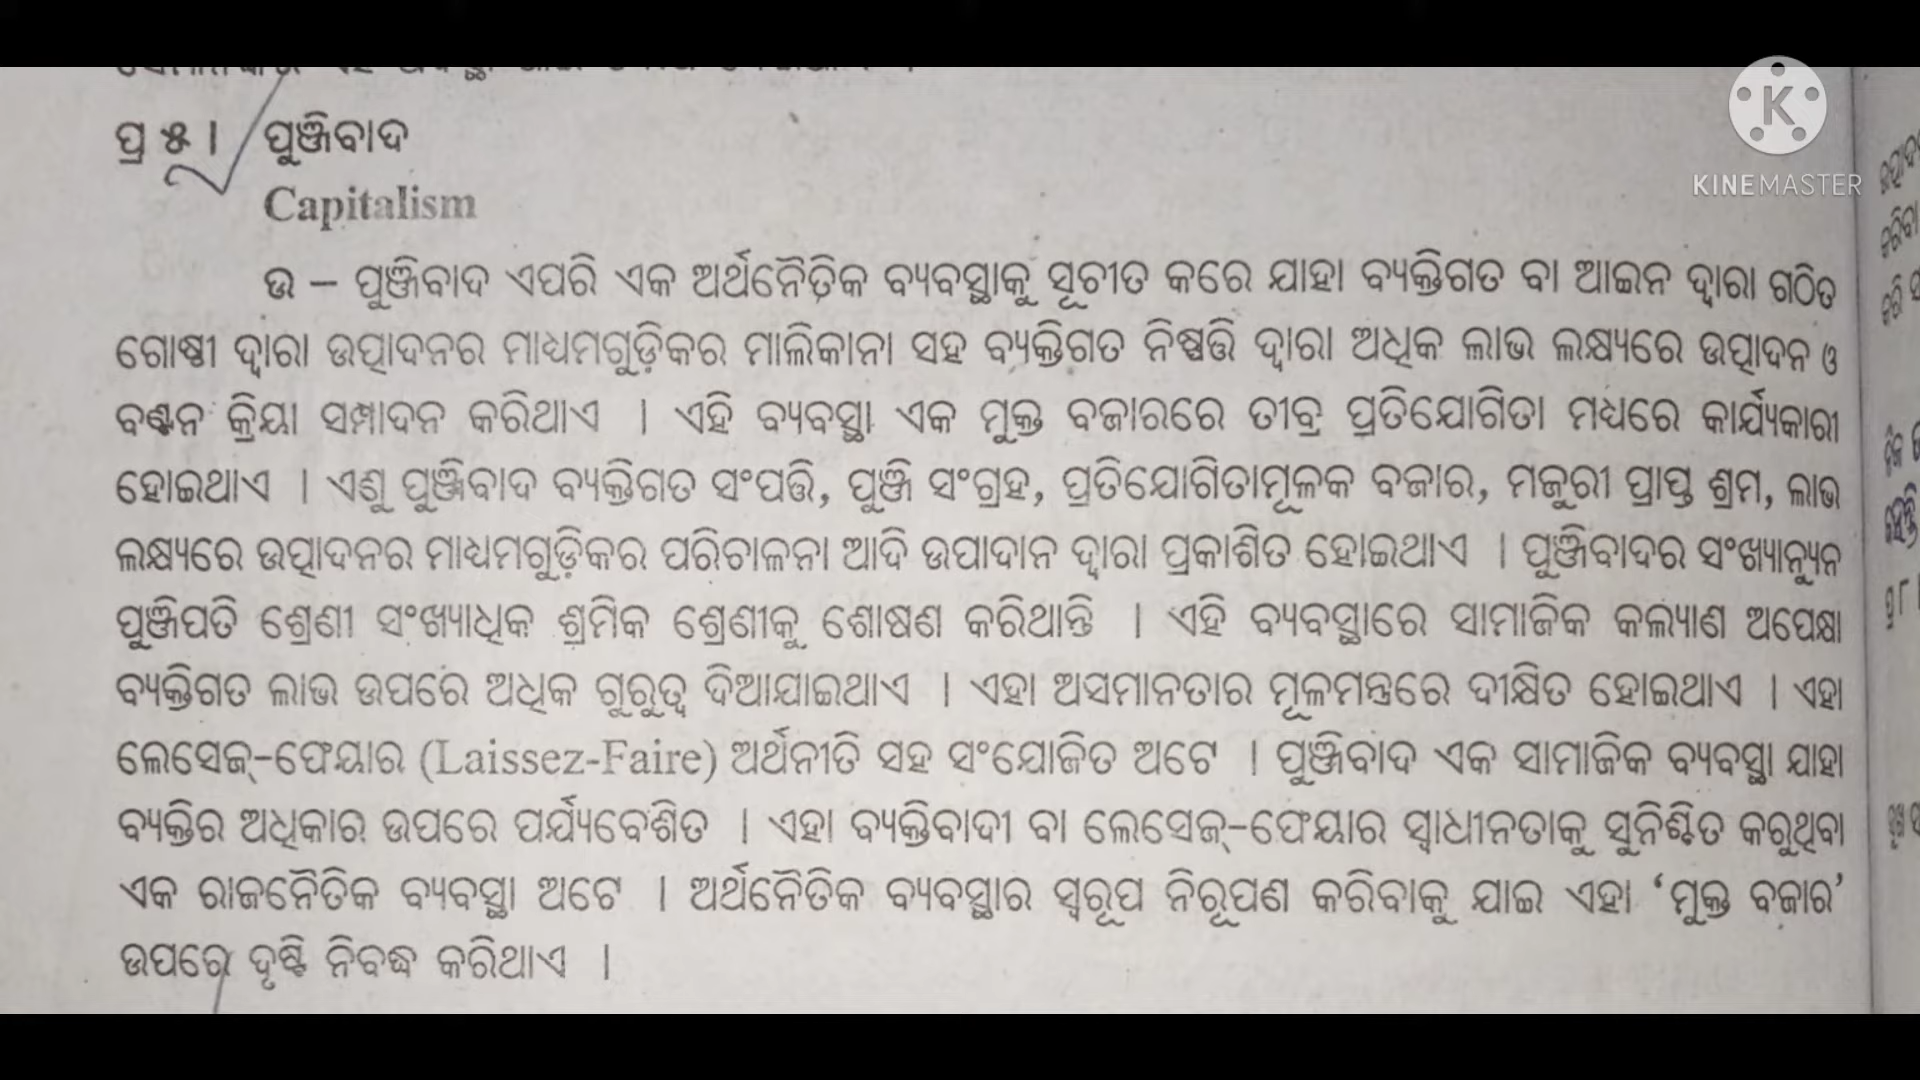 ପ୍ର ୫ । ପୁଞ୍ଜିବାଦ
Capitalism
ଉ – ପୁଞ୍ଜିବାଦ ଏପରି ଏକ ଅର୍ଥନୈତିକ ବ୍ୟବସ୍ଥାକୁ ସୂଚୀତ କରେ ଯାହା ବ୍ୟକ୍ତିଗତ ବା ଆଇନ ଦ୍ୱାରା ଗଠିତ
ଗୋଷ୍ଠୀ ଦ୍ୱାରା ଉତ୍ପାଦନର ମାଧ୍ୟମଗୁଡ଼ିକର ମାଲିକାନା ସହ ବ୍ୟକ୍ତିଗତ ନିଷ୍ପତ୍ତି ଦ୍ୱାରା ଅଧିକ ଲାଭ ଲକ୍ଷ୍ୟରେ ଉତ୍ପାଦନ ଓ
ବଣ୍ଟନ କ୍ରିୟା ସମ୍ପାଦନ କରିଥାଏ । ଏହି ବ୍ୟବସ୍ଥା ଏକ ମୁକ୍ତ ବଜାରରେ ତୀବ୍ର ପ୍ରତିଯୋଗିତା ମଧ୍ୟରେ କାର୍ଯ୍ୟକାରୀ
ହୋଇଥାଏ । ଏଣୁ ପୁଞ୍ଜିବାଦ ବ୍ୟକ୍ତିଗତ ସଂପତ୍ତି, ପୁଞ୍ଜି ସଂଗ୍ରହ, ପ୍ରତିଯୋଗିତାମୂଳକ ବଜାର, ମଜୁରୀ ପ୍ରାପ୍ତ ଶ୍ରମ, ଲାଭ
ଲକ୍ଷ୍ୟରେ ଉତ୍ପାଦନର ମାଧ୍ୟମଗୁଡ଼ିକର ପରିଚାଳନା ଆଦି ଉପାଦାନ ଦ୍ୱାରା ପ୍ରକାଶିତ ହୋଇଥାଏ । ପୁଞ୍ଜିବାଦର ସଂଖ୍ୟାନ୍ୟୁନ
ପୁଞ୍ଜିପତି ଶ୍ରେଣୀ ସଂଖ୍ୟାଧିକ ଶ୍ରମିକ ଶ୍ରେଣୀକୁ ଶୋଷଣ କରିଥାନ୍ତି । ଏହି ବ୍ୟବସ୍ଥାରେ ସାମାଜିକ କଲ୍ୟାଣ ଅପେକ୍ଷା
ବ୍ୟକ୍ତିଗତ ଲାଭ ଉପରେ ଅଧିକ ଗୁରୁତ୍ୱ ଦିଆଯାଇଥାଏ । ଏହା ଅସମାନତାର ମୂଳମନ୍ତ୍ରରେ ଦୀକ୍ଷିତ ହୋଇଥାଏ । ଏହା
ଲେସେଜ୍-ଫେୟାର (Laissez-Faire) ଅର୍ଥନୀତି ସହ ସଂଯୋଜିତ ଅଟେ । ପୁଞ୍ଜିବାଦ ଏକ ସାମାଜିକ ବ୍ୟବସ୍ଥା ଯାହା
ବ୍ୟକ୍ତିର ଅଧିକାର ଉପରେ ପର୍ଯ୍ୟବେଶିତ । ଏହା ବ୍ୟକ୍ତିବାଦୀ ବା ଲେସେଜ୍-ଫେୟାର ସ୍ୱାଧୀନତାକୁ ସୁନିଶ୍ଚିତ କରୁଥିବା
ଏକ ରାଜନୈତିକ ବ୍ୟବସ୍ଥା ଅଟେ । ଅର୍ଥନୈତିକ ବ୍ୟବସ୍ଥାର ସ୍ୱରୂପ ନିରୂପଣ କରିବାକୁ ଯାଇ ଏହା ‘ମୁକ୍ତ ବଜାର’
ଉପରେ ଦୃଷ୍ଟି ନିବଦ୍ଧ କରିଥାଏ ।
KINEMASTER